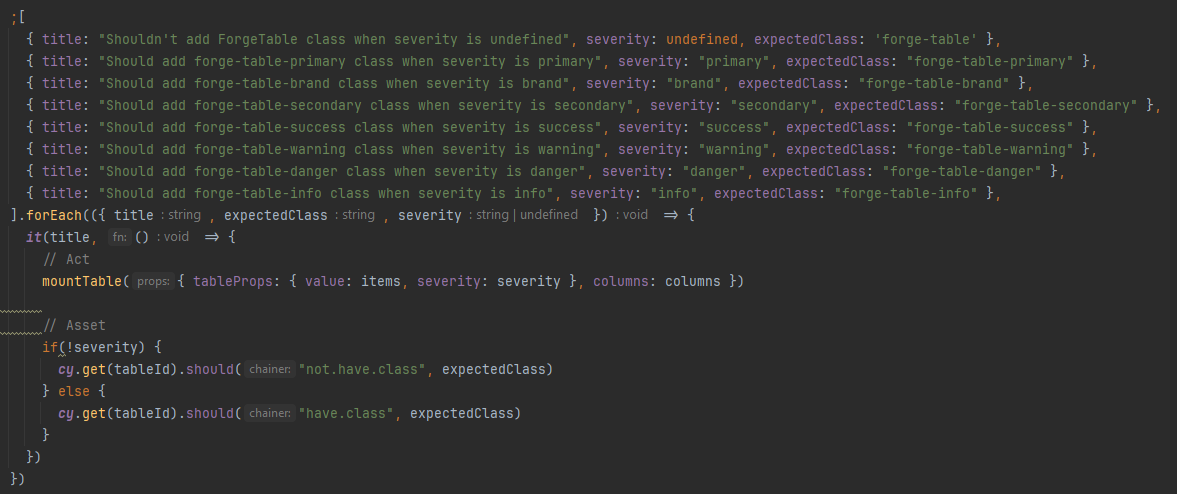 ;[
{ title: "Shouldn't add ForgeTable class when severity is undefined", severity: undefined, expectedClass: 'forge-table' },
{ title: "Should add forge-table-primary class when severity is primary", severity: "primary", expectedClass: "forge-table-primary" },
{ title: "Should add forge-table-brand class when severity is brand", severity: "brand", expectedClass: "forge-table-brand" },
{ title: "Should add forge-table-secondary class when severity is secondary", severity: "secondary", expectedClass: "forge-table-secondary" },
{ title: "Should add forge-table-success class when severity is success", severity: "success", expectedClass: "forge-table-success" },
{ title: "Should add forge-table-warning class when severity is warning", severity: "warning", expectedClass: "forge-table-warning" },
{ title: "Should add forge-table-danger class when severity is danger", severity: "danger", expectedClass: "forge-table-danger" },
{ title: "Should add forge-table-info class when severity is info", severity: "info", expectedClass: "forge-table-info" },
].forEach(({ title : string , expectedClass : string , severity : string | undefined }) : void => {
it(title, fn: () : void => {
// Act
mountTable( props: { tableProps: { value: items, severity: severity }, columns: columns })
// Asset
if(!severity) {
cy.get(tableId).should( chainer: "not.have.class", expectedClass)
} else {
cy.get(tableId).should( chainer: "have.class", expectedClass)
}
})
})